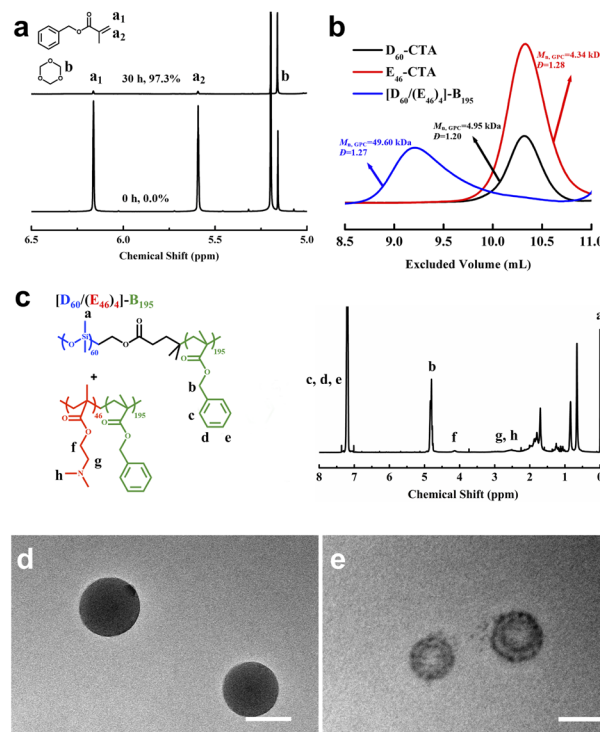 a
a₁
a₂
O
O
b
O
O
O
a₁
30 h, 97.3%
a₂
b
0 h, 0.0%
6.5 6.0 5.5 5.0
Chemical Shift (ppm)
b
D₆₀-CTA
E₄₆-CTA
[D₆₀/(E₄₆)₄]-B₁₉₅
Mn, GPC=4.34 kDa
Đ=1.28
Mn, GPC=4.95 kDa
Đ=1.20
Mn, GPC=49.60 kDa
Đ=1.27
8.5 9.0 9.5 10.0 10.5 11.0
Excluded Volume (mL)
c
[D₆₀/(E₄₆)₄]-B₁₉₅
a
O
Si
60
O
O
195
O
O
b
c
d e
+
46
195
O
O
O
O
f
g
h
N
a
c, d, e
b
f
g, h
8 7 6 5 4 3 2 1 0
Chemical Shift (ppm)
d
e